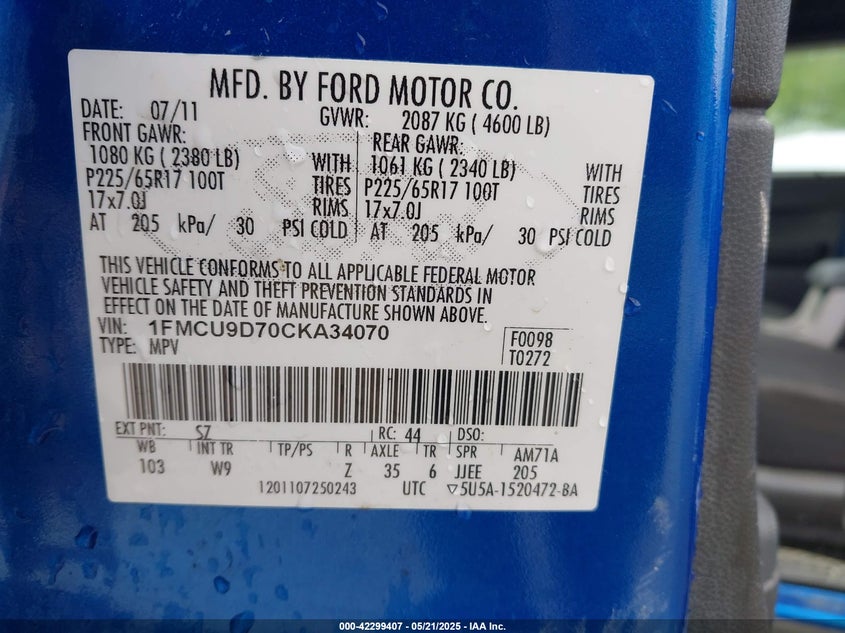 MFD. BY FORD MOTOR CO.
DATE: 07/11 GVWR: 2087 KG ( 4600 LB)
FRONT GAWR: REAR GAWR:
1080 KG ( 2380 LB) WITH 1061 KG ( 2340 LB) WITH
P225/65R17 100T TIRES P225/65R17 100T TIRES
17x7.0J RIMS 17x7.0J RIMS
AT 205 kPa/ 30 PSI COLD AT 205 kPa/ 30 PSI COLD
THIS VEHICLE CONFORMS TO ALL APPLICABLE FEDERAL MOTOR
VEHICLE SAFETY AND THEFT PREVENTION STANDARDS IN
EFFECT ON THE DATE OF MANUFACTURE SHOWN ABOVE.
VIN: 1FMCU9D70CKA34070 F0098
TYPE: MPV T0272
EXT PNT: SZ RC: 44 DSO:
WB INT TR TP/PS R AXLE TR SPR AM71A
103 W9 Z 35 6 JJEE 205
1201107250243 UTC ▽5U5A-1520472-BA
000-42299407 - 05/21/2025 - IAA Inc.